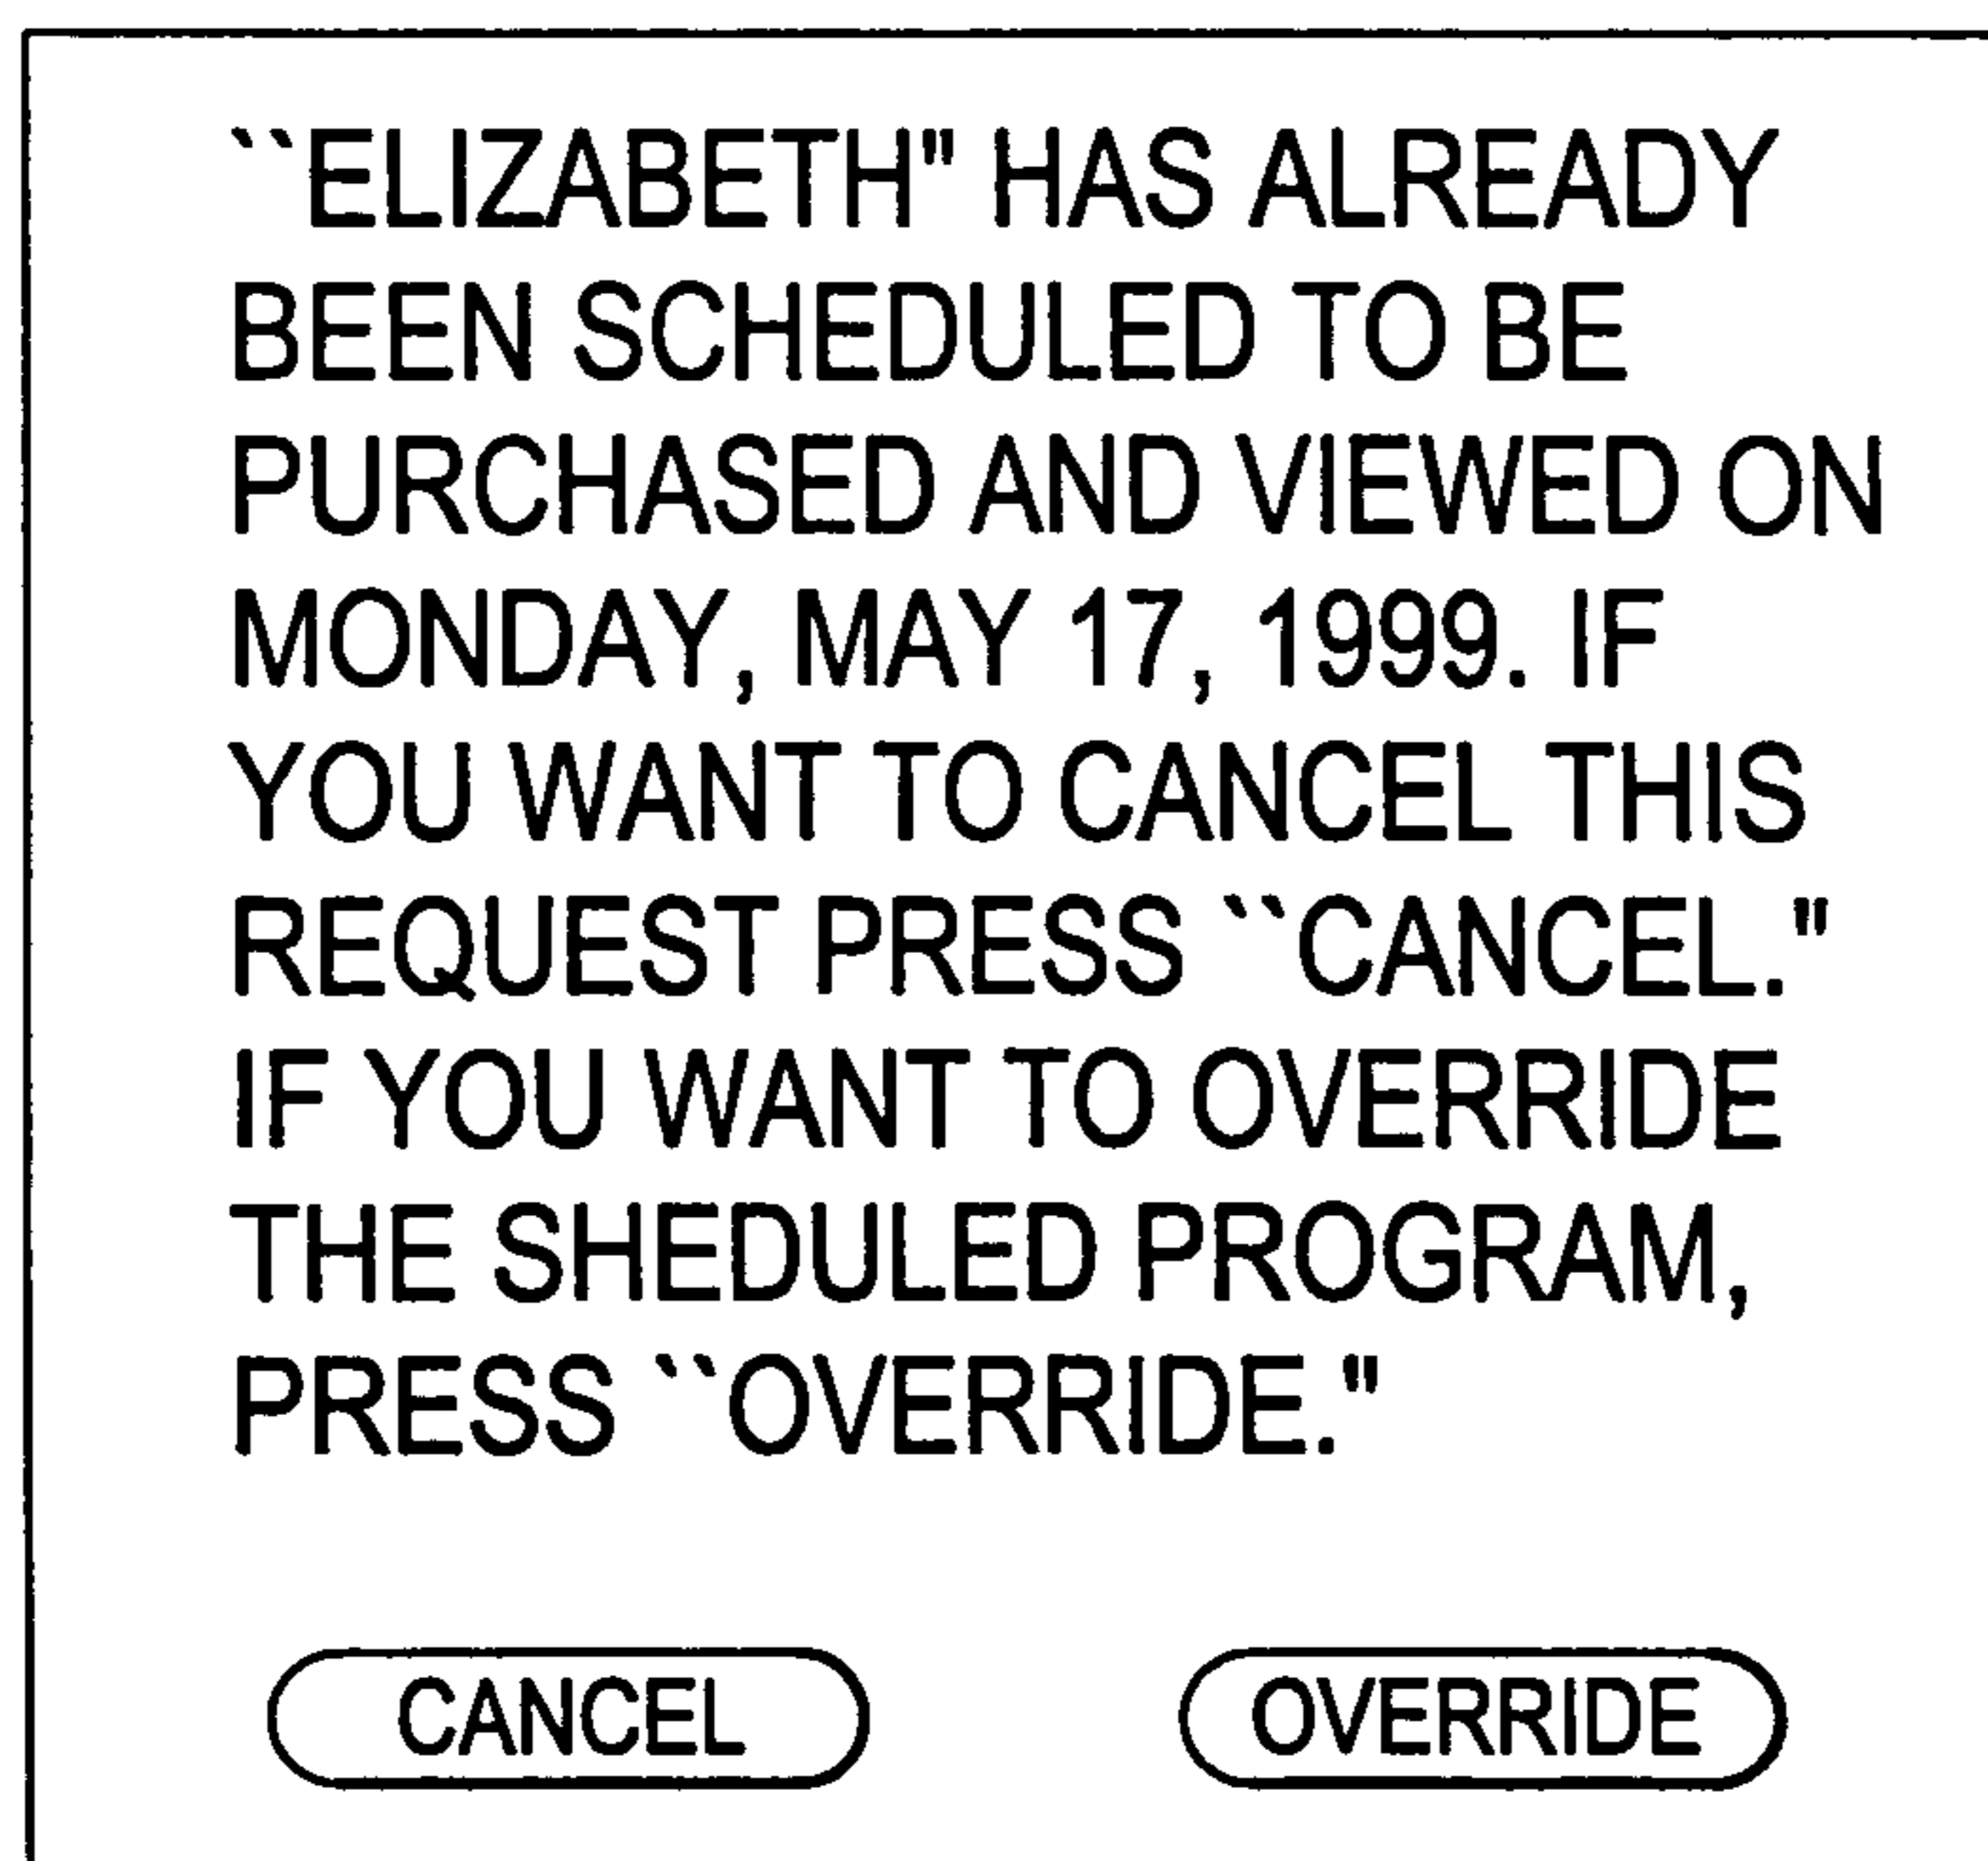 ``ELIZABETH" HAS ALREADY
BEEN SCHEDULED TO BE
PURCHASED AND VIEWED ON
MONDAY, MAY 17, 1999. IF
YOU WANT TO CANCEL THIS
REQUEST PRESS ``CANCEL."
IF YOU WANT TO OVERRIDE
THE SHEDULED PROGRAM,
PRESS ``OVERRIDE."
CANCEL OVERRIDE